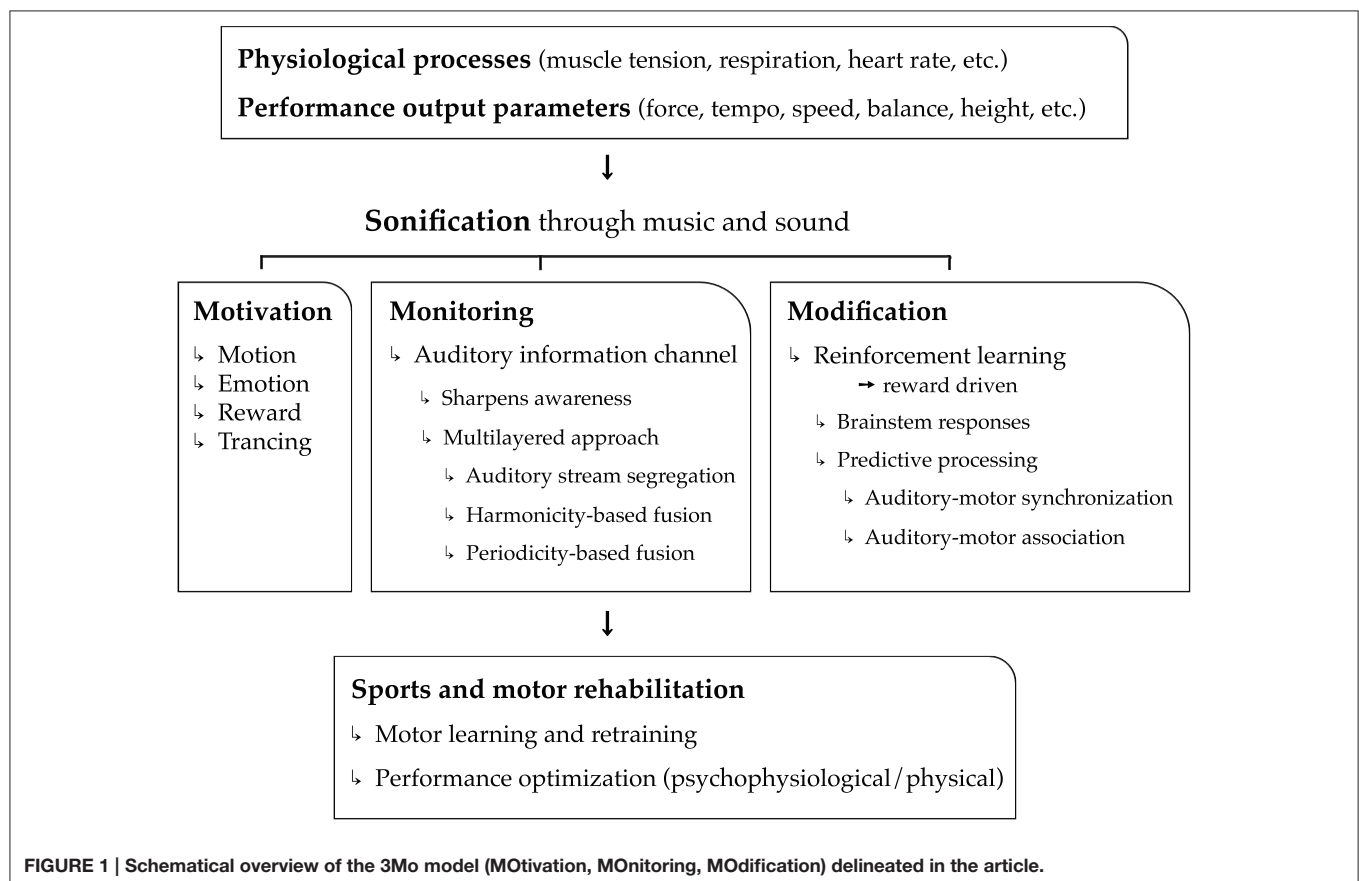 Physiological processes (muscle tension, respiration, heart rate, etc.)
Performance output parameters (force, tempo, speed, balance, height, etc.)
Sonification through music and sound
Motivation
↳ Motion
↳ Emotion
↳ Reward
↳ Trancing
Monitoring
↳ Auditory information channel
↳ Sharpens awareness
↳ Multilayered approach
↳ Auditory stream segregation
↳ Harmonicity-based fusion
↳ Periodicity-based fusion
Modification
↳ Reinforcement learning
➙ reward driven
↳ Brainstem responses
↳ Predictive processing
↳ Auditory-motor synchronization
↳ Auditory-motor association
Sports and motor rehabilitation
↳ Motor learning and retraining
↳ Performance optimization (psychophysiological/physical)
FIGURE 1 | Schematical overview of the 3Mo model (MOtivation, MOnitoring, MOdification) delineated in the article.